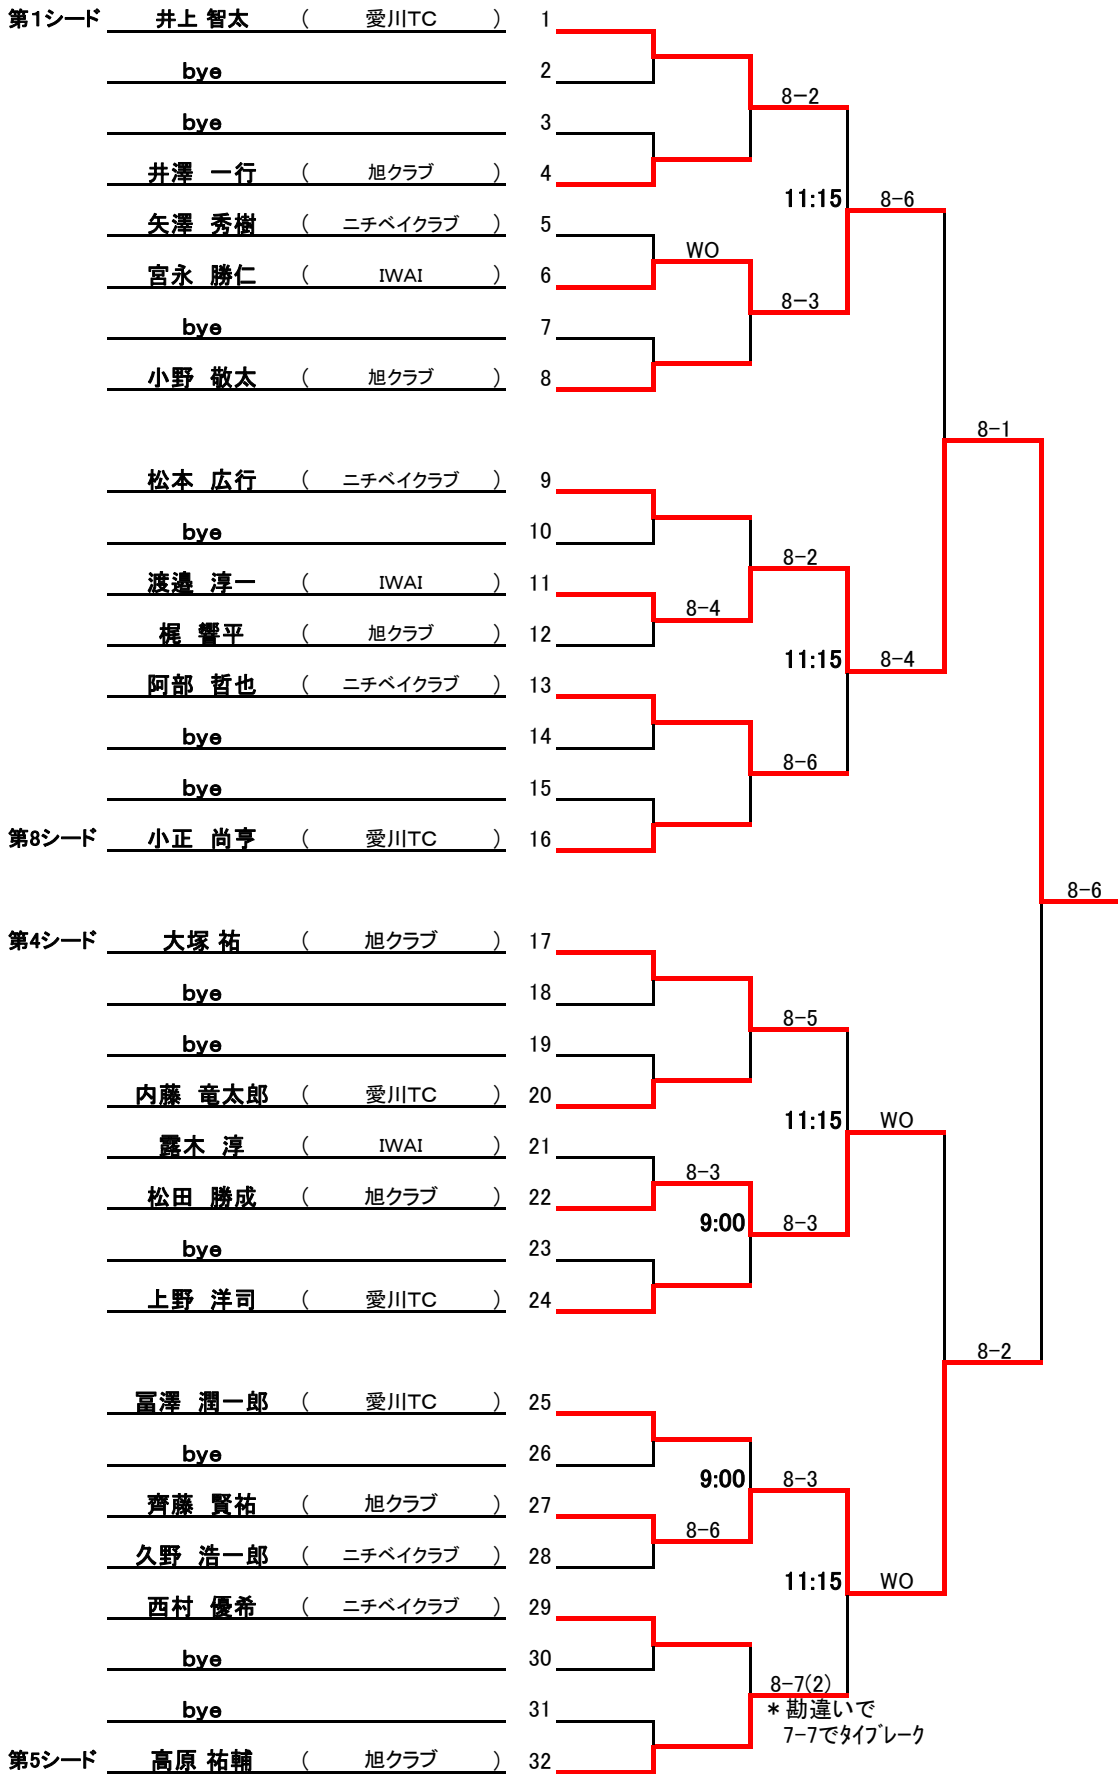 第1シード 井上 智太 ( 愛川TC ) 1
bye 2
8-2
bye 3
井澤 一行 ( 旭クラブ ) 4
11:15 8-6
矢澤 秀樹 ( ニチベイクラブ ) 5
WO
宮永 勝仁 ( IWAI ) 6
8-3
bye 7
小野 敬太 ( 旭クラブ ) 8
8-1
松本 広行 ( ニチベイクラブ ) 9
bye 10
8-2
渡邉 淳一 ( IWAI ) 11
8-4
梶 響平 ( 旭クラブ ) 12
11:15 8-4
阿部 哲也 ( ニチベイクラブ ) 13
bye 14
8-6
bye 15
第8シード 小正 尚亨 ( 愛川TC ) 16
8-6
第4シード 大塚 祐 ( 旭クラブ ) 17
bye 18
8-5
bye 19
内藤 竜太郎 ( 愛川TC ) 20
11:15 WO
露木 淳 ( IWAI ) 21
8-3
松田 勝成 ( 旭クラブ ) 22
9:00 8-3
bye 23
上野 洋司 ( 愛川TC ) 24
8-2
冨澤 潤一郎 ( 愛川TC ) 25
bye 26
9:00 8-3
齊藤 賢祐 ( 旭クラブ ) 27
8-6
久野 浩一郎 ( ニチベイクラブ ) 28
11:15 WO
西村 優希 ( ニチベイクラブ ) 29
bye 30
8-7(2)
bye 31
*勘違いで
7-7でタイブレーク
第5シード 高原 祐輔 ( 旭クラブ ) 32